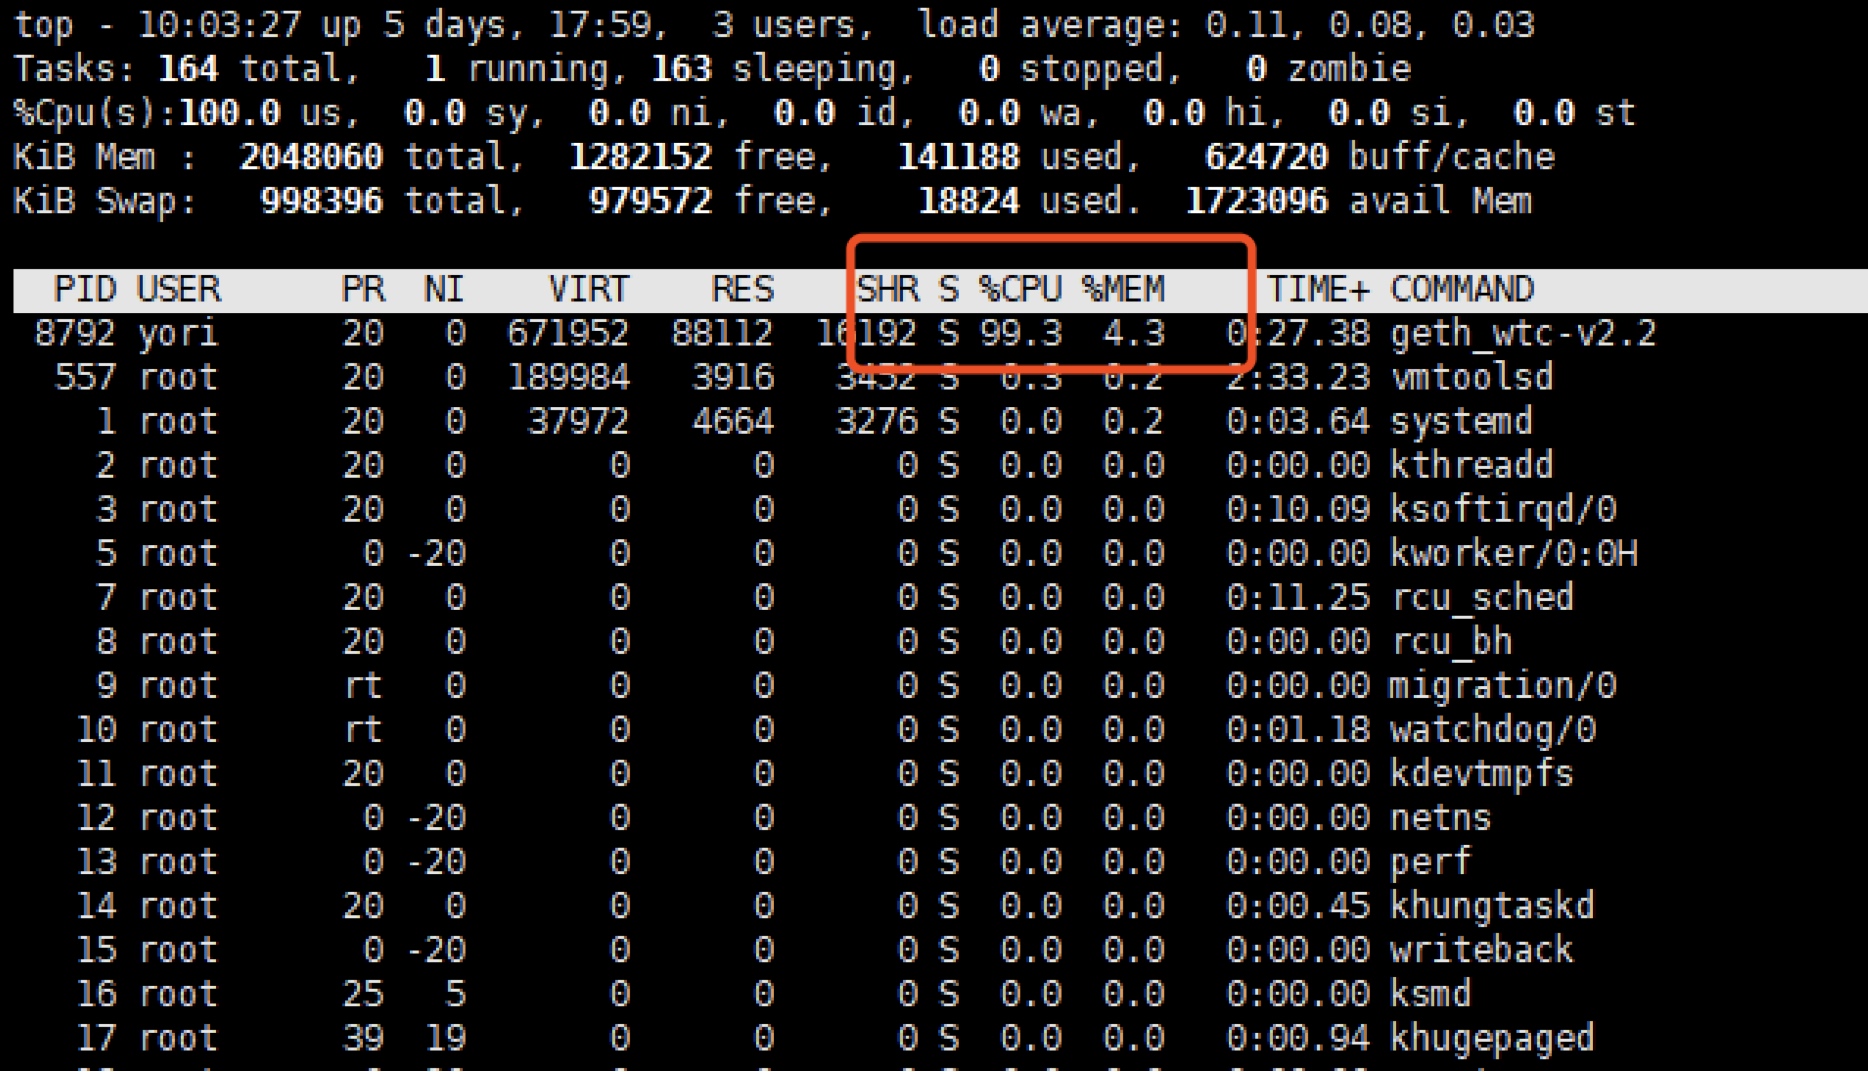 top - 10:03:27 up 5 days, 17:59,  3 users,  load average: 0.11, 0.08, 0.03
Tasks: 164 total,   1 running, 163 sleeping,   0 stopped,   0 zombie
%Cpu(s):100.0 us,  0.0 sy,  0.0 ni,  0.0 id,  0.0 wa,  0.0 hi,  0.0 si,  0.0 st
KiB Mem :  2048060 total,  1282152 free,   141188 used,   624720 buff/cache
KiB Swap:   998396 total,   979572 free,    18824 used.  1723096 avail Mem
PID USER      PR  NI    VIRT    RES    SHR S %CPU %MEM     TIME+ COMMAND
8792 yori      20   0  671952  88112  16192 S 99.3  4.3   0:27.38 geth_wtc-v2.2
557 root      20   0  189984   3916   3452 S  0.3  0.2   2:33.23 vmtoolsd
1 root      20   0   37972   4664   3276 S  0.0  0.2   0:03.64 systemd
2 root      20   0       0      0      0 S  0.0  0.0   0:00.00 kthreadd
3 root      20   0       0      0      0 S  0.0  0.0   0:10.09 ksoftirqd/0
5 root       0 -20       0      0      0 S  0.0  0.0   0:00.00 kworker/0:0H
7 root      20   0       0      0      0 S  0.0  0.0   0:11.25 rcu_sched
8 root      20   0       0      0      0 S  0.0  0.0   0:00.00 rcu_bh
9 root      rt   0       0      0      0 S  0.0  0.0   0:00.00 migration/0
10 root      rt   0       0      0      0 S  0.0  0.0   0:01.18 watchdog/0
11 root      20   0       0      0      0 S  0.0  0.0   0:00.00 kdevtmpfs
12 root       0 -20       0      0      0 S  0.0  0.0   0:00.00 netns
13 root       0 -20       0      0      0 S  0.0  0.0   0:00.00 perf
14 root      20   0       0      0      0 S  0.0  0.0   0:00.45 khungtaskd
15 root       0 -20       0      0      0 S  0.0  0.0   0:00.00 writeback
16 root      25   5       0      0      0 S  0.0  0.0   0:00.00 ksmd
17 root      39  19       0      0      0 S  0.0  0.0   0:00.94 khugepaged